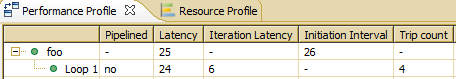 Performance Profile Resource Profile
Pipelined Latency Iteration Latency Initiation Interval Trip count
foo - 25 - 26 -
Loop 1 no 24 6 - 4